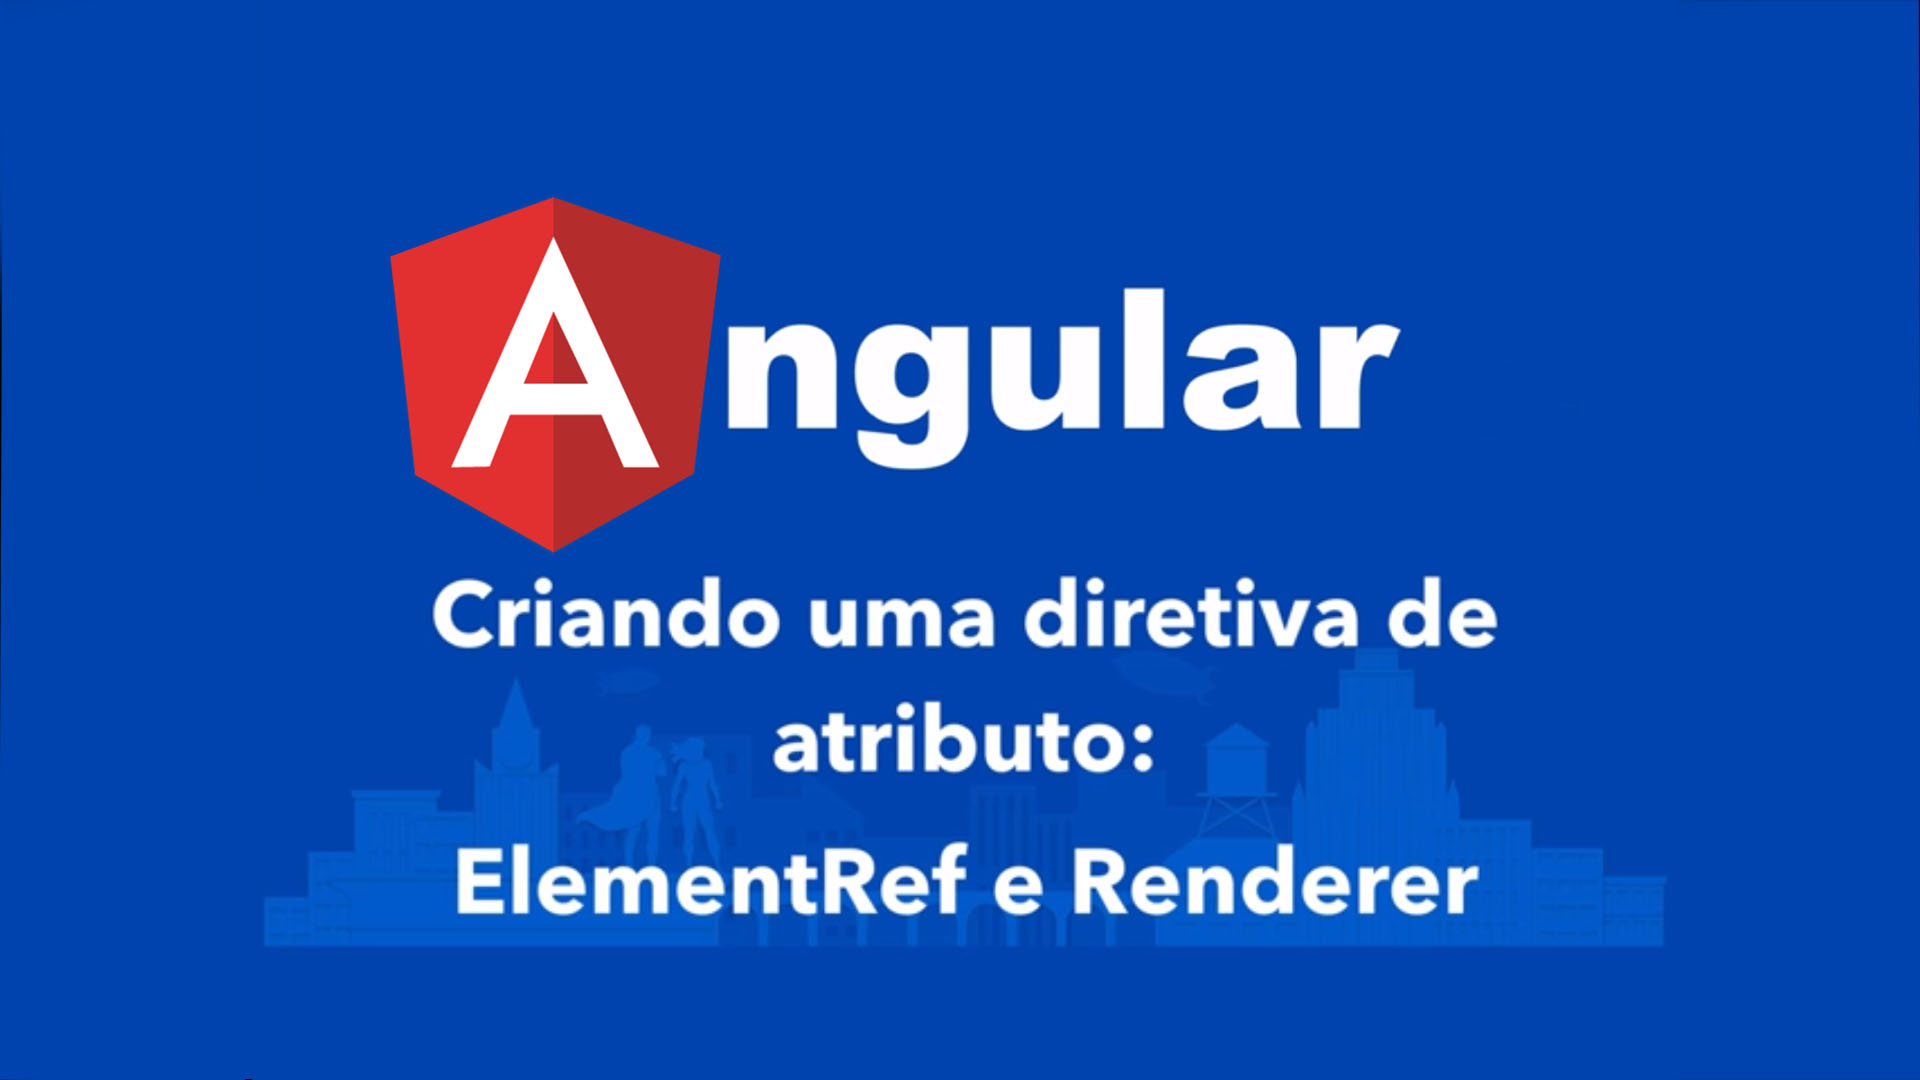 Angular
Criando uma diretiva de
atributo:
ElementRef e Renderer